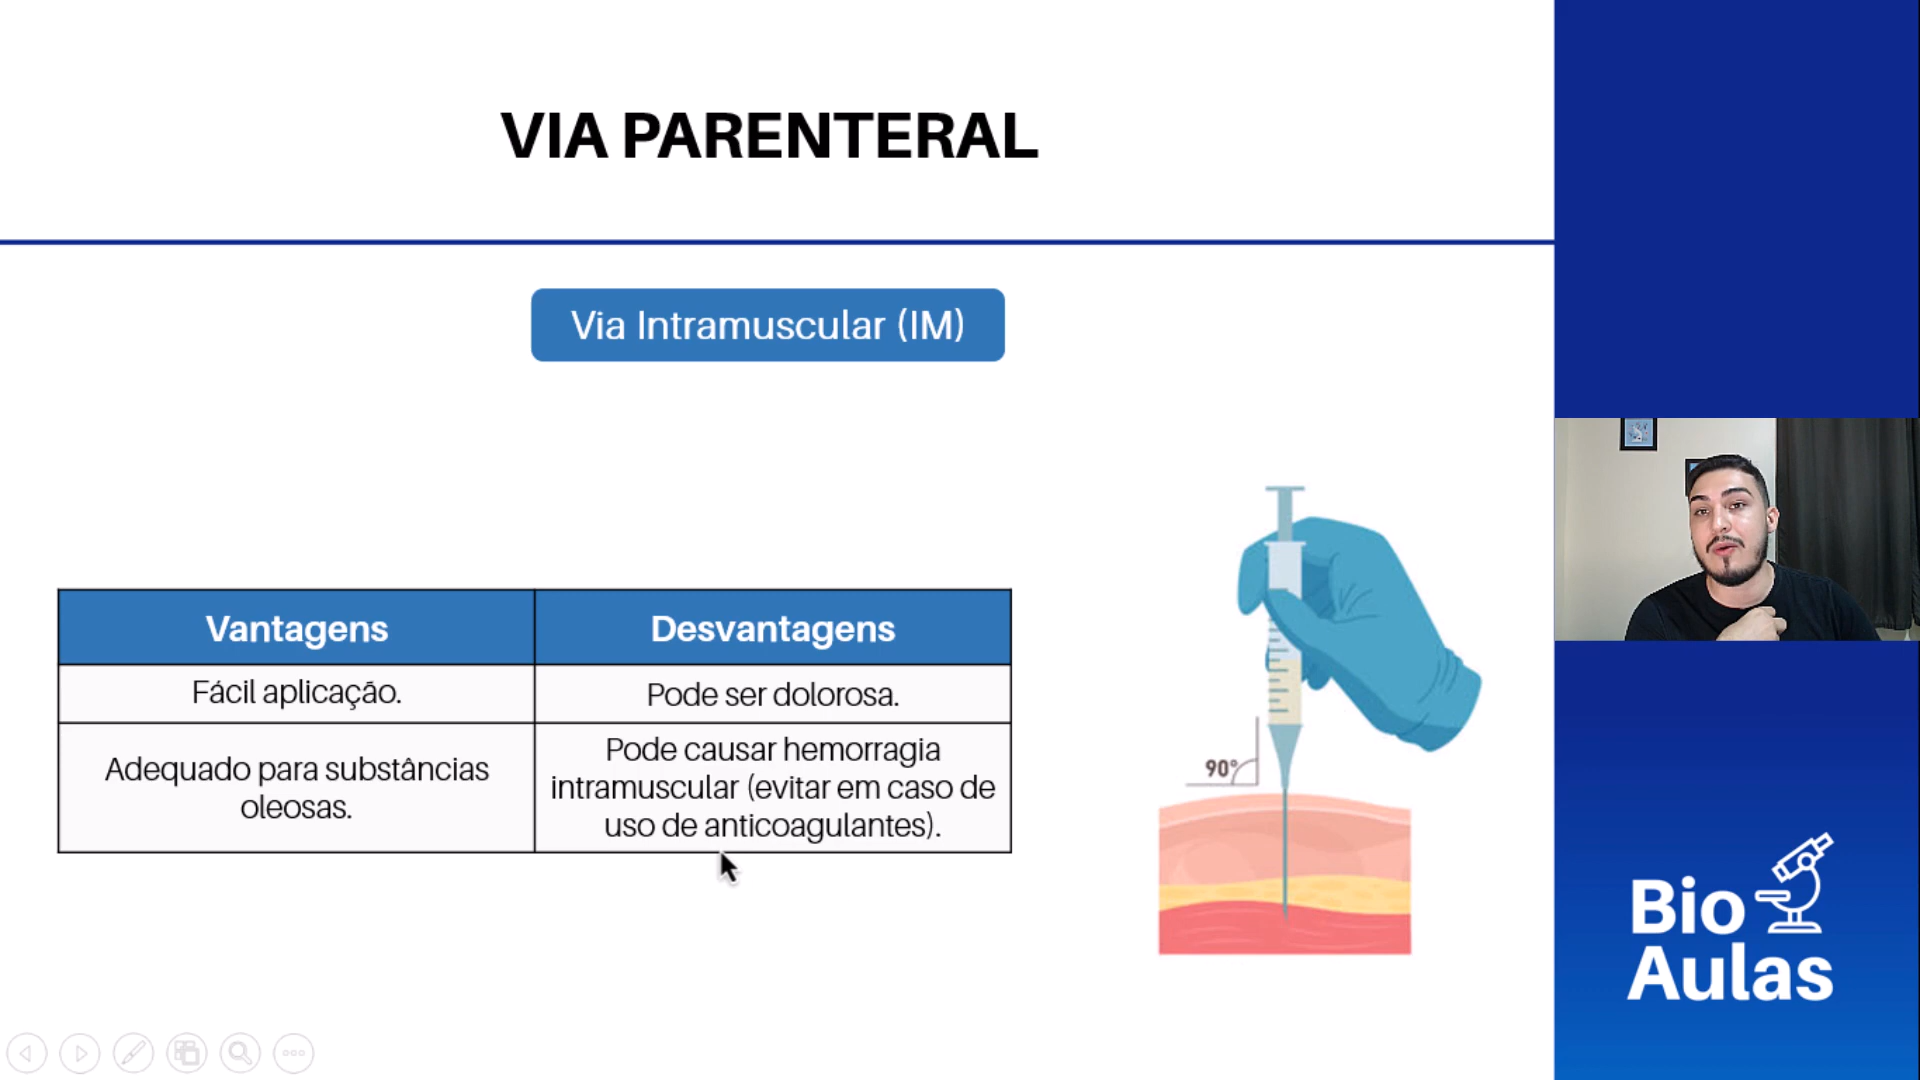 VIA PARENTERAL
Via Intramuscular (IM)
Vantagens
Desvantagens
Fácil aplicação.
Pode ser dolorosa.
Adequado para substâncias
oleosas.
Pode causar hemorragia
intramuscular (evitar em caso de
uso de anticoagulantes).
90°
Bio
Aulas